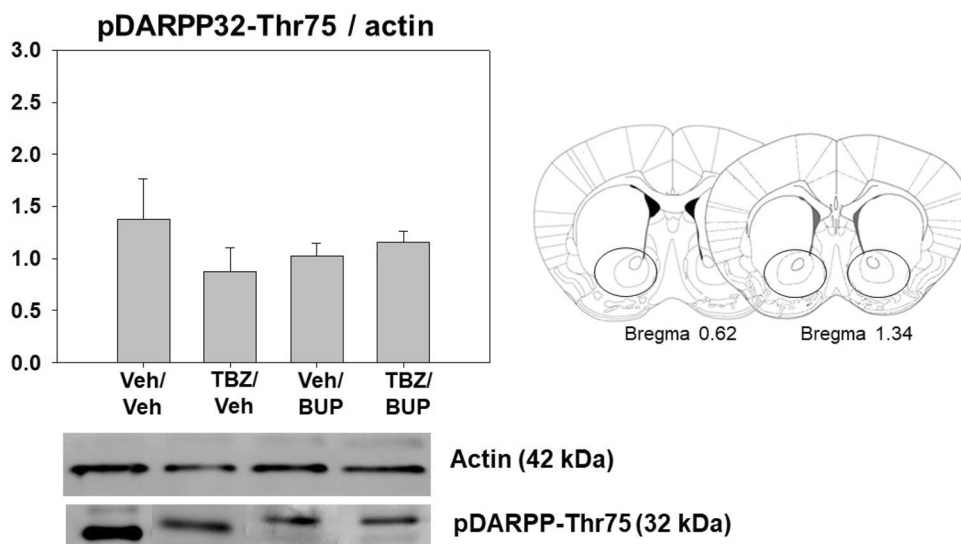 pDARPP32-Thr75 / actin
3.0
2.5
2.0
1.5
1.0
0.5
0.0
Veh/ TBZ/ Veh/ TBZ/
Veh Veh BUP BUP
Bregma 0.62 Bregma 1.34
Actin (42 kDa)
pDARPP-Thr75 (32 kDa)